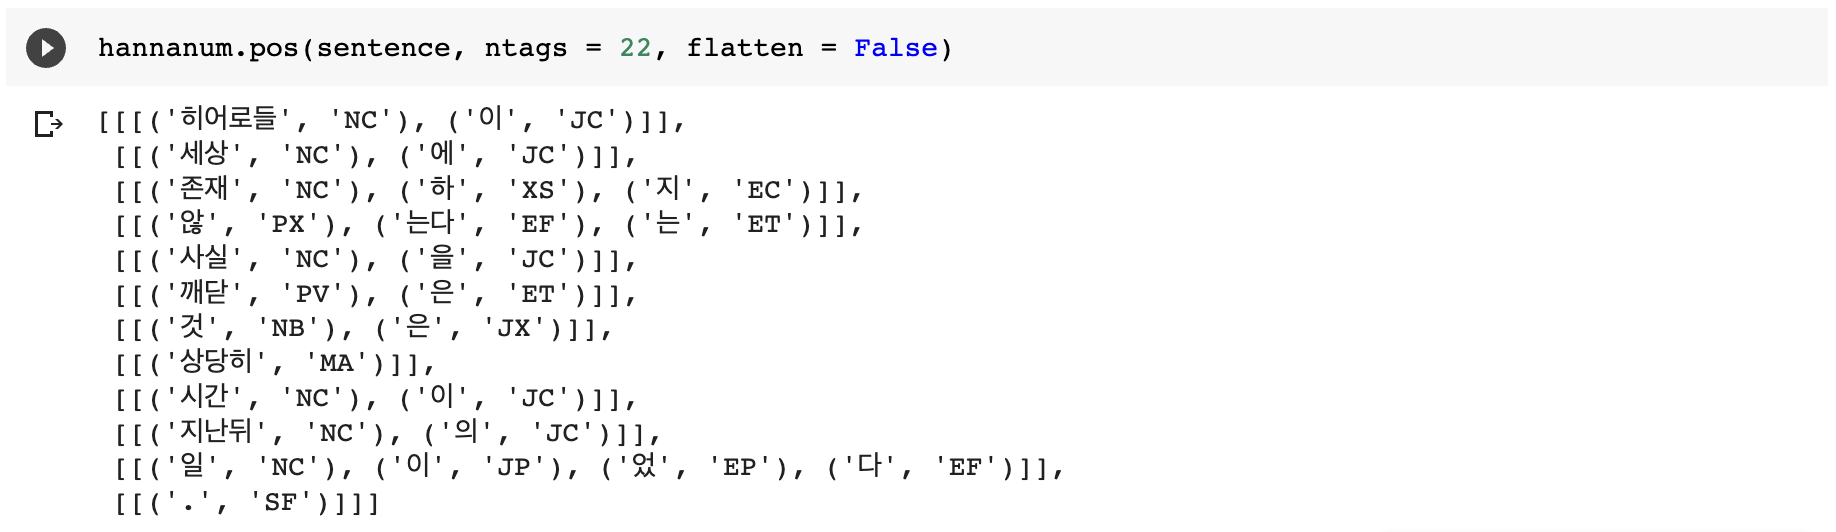 hannanum.pos(sentence, ntags = 22, flatten = False)
[[[('히어로들', 'NC'), ('이', 'JC')]],
[[('세상', 'NC'), ('에', 'JC')]],
[[('존재', 'NC'), ('하', 'XS'), ('지', 'EC')]],
[[('않', 'PX'), ('는다', 'EF'), ('는', 'ET')]],
[[('사실', 'NC'), ('을', 'JC')]],
[[('깨닫', 'PV'), ('은', 'ET')]],
[[('것', 'NB'), ('은', 'JX')]],
[[('상당히', 'MA')]],
[[('시간', 'NC'), ('이', 'JC')]],
[[('지난뒤', 'NC'), ('의', 'JC')]],
[[('일', 'NC'), ('이', 'JP'), ('었', 'EP'), ('다', 'EF')]],
[[('.', 'SF')]]]